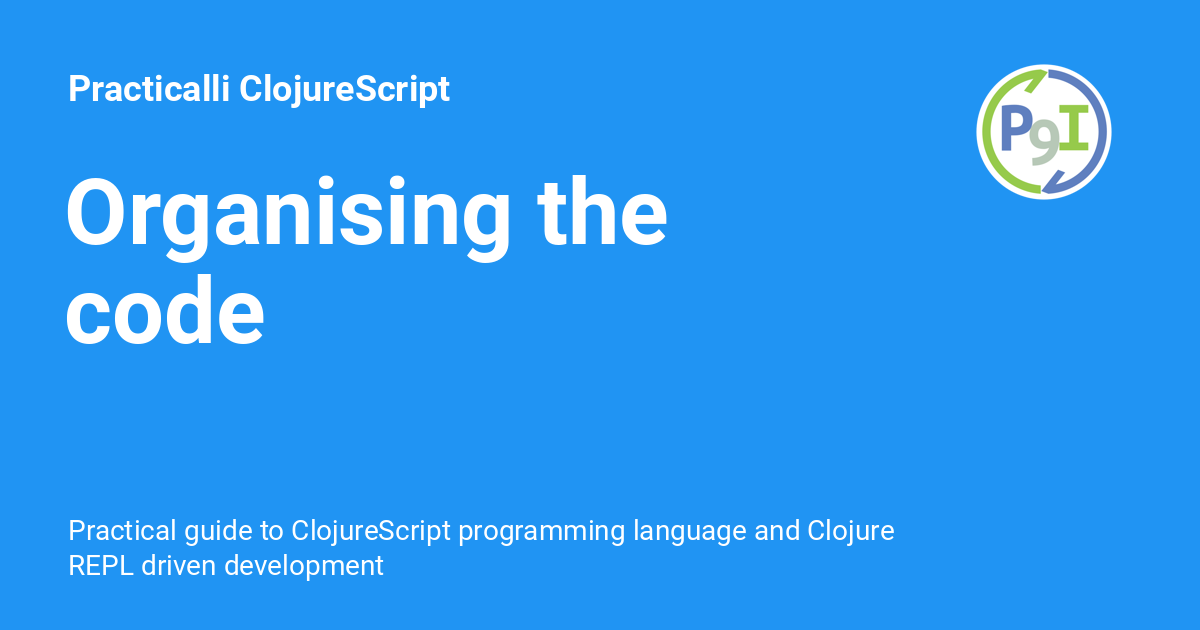 Practicalli ClojureScript
P9I
Organising the
code
Practical guide to ClojureScript programming language and Clojure
REPL driven development